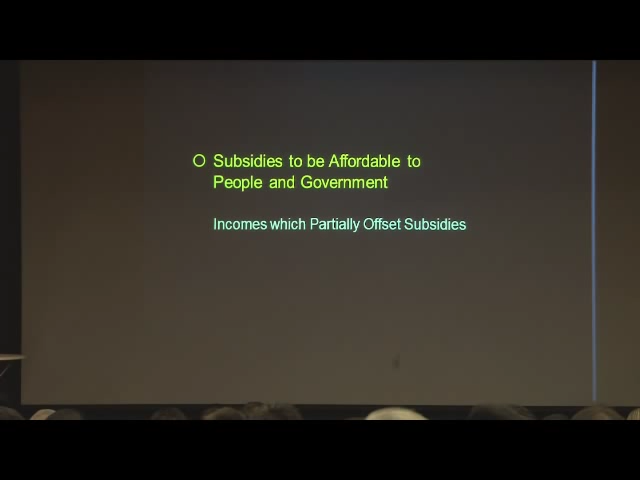 O Subsidies to be Affordable to
People and Government
Incomes which Partially Offset Subsidies